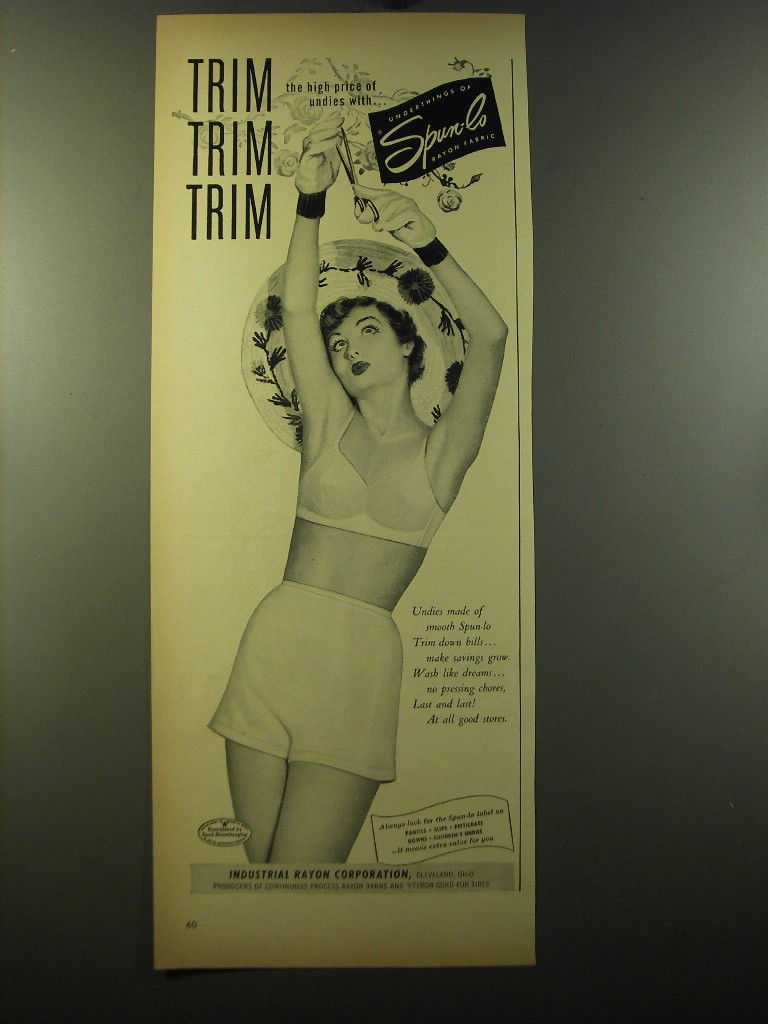 TRIM
TRIM
TRIM
the high price of
undies with...
UNDERTHINGS OF
Spun-lo
RAYON FABRIC
Undies made of
smooth Spun-lo
Trim down bills...
make savings grow.
Wash like dreams...
no pressing chores,
Last and last!
At all good stores.
Guaranteed by
Good Housekeeping
Always look for the Spun-lo label on
PANTIES • SLIPS • PETTICOATS
GOWNS • CHILDREN'S UNDIES
...it means extra value for you
INDUSTRIAL RAYON CORPORATION, CLEVELAND, OHIO
PRODUCERS OF CONTINUOUS PROCESS RAYON YARNS AND TYRON CORD FOR TIRES
60